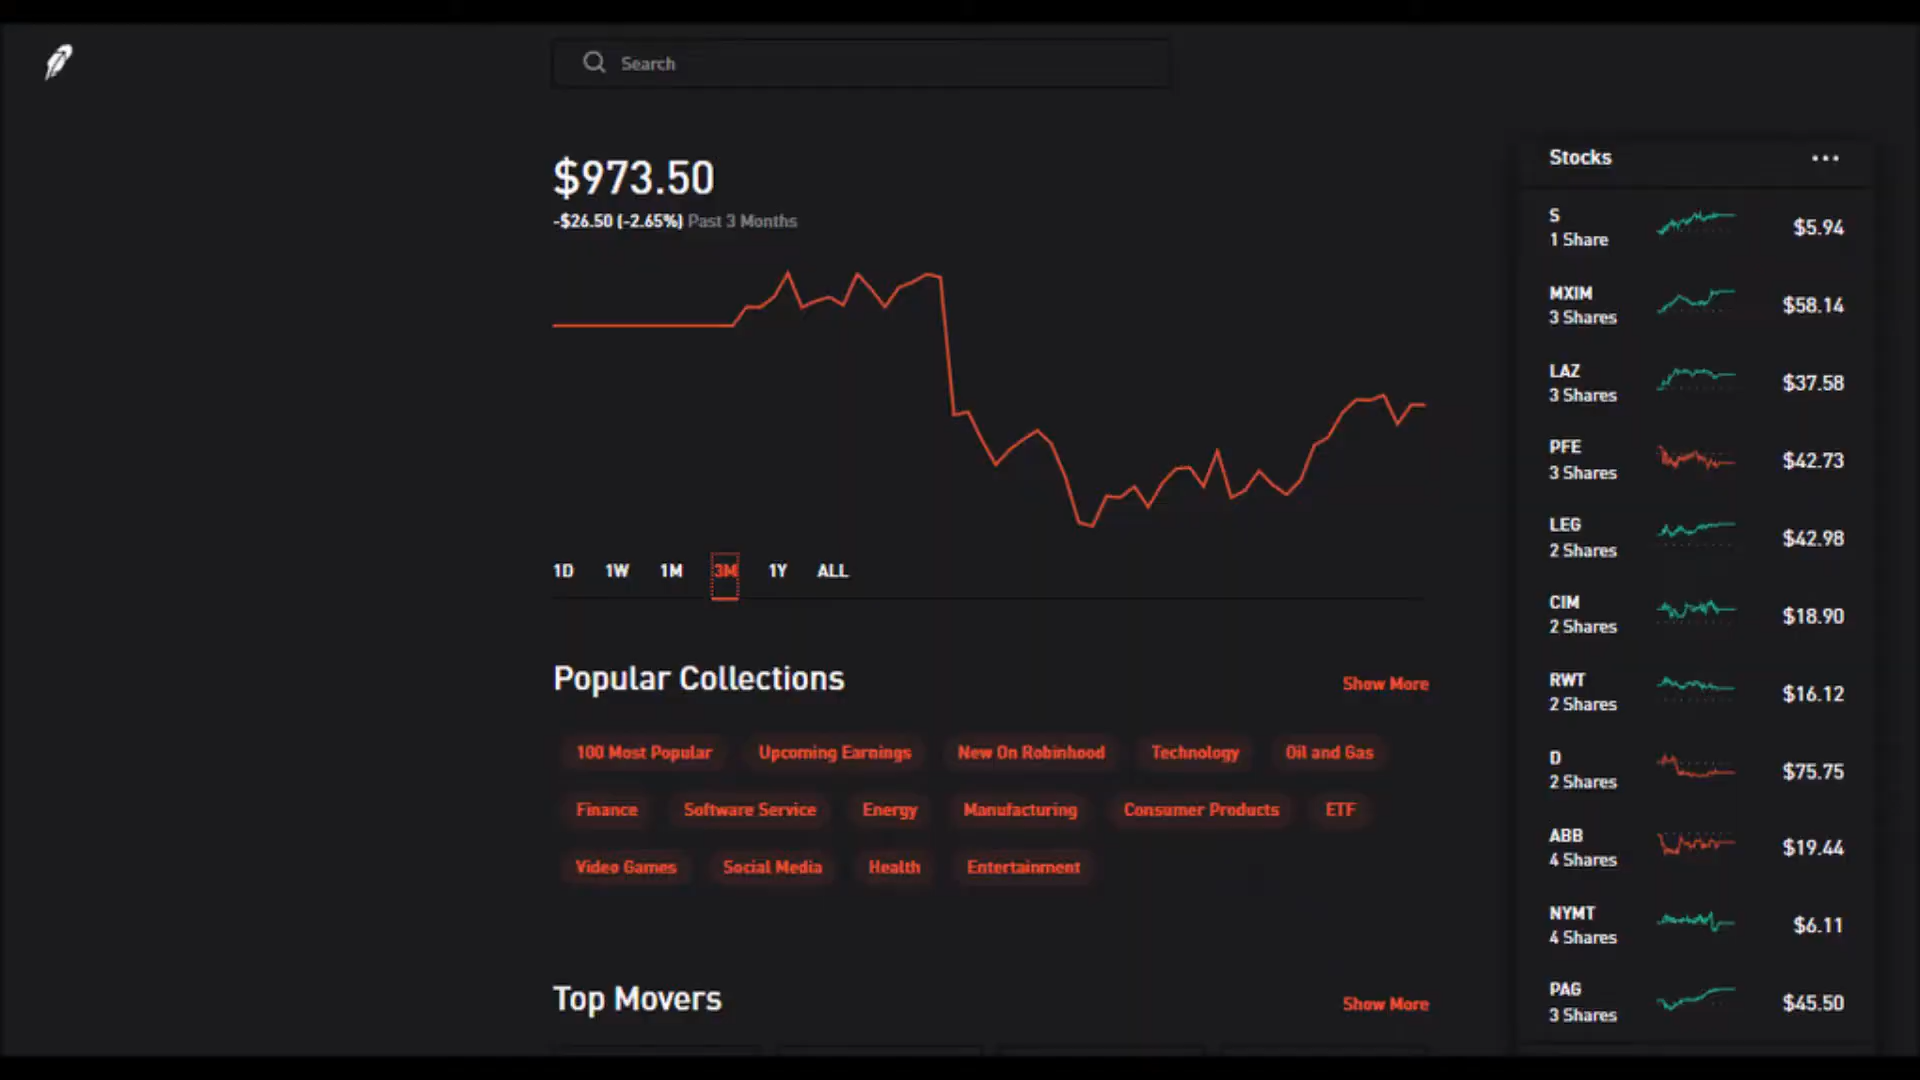 Search
$973.50
-$26.50 (-2.65%) Past 3 Months
1D 1W 1M 3M 1Y ALL
Popular Collections
Show More
100 Most Popular Upcoming Earnings New On Robinhood Technology Oil and Gas
Finance Software Service Energy Manufacturing Consumer Products ETF
Video Games Social Media Health Entertainment
Top Movers
Show More
Stocks
S
1 Share
$5.94
MXIM
3 Shares
$58.14
LAZ
3 Shares
$37.58
PFE
3 Shares
$42.73
LEG
2 Shares
$42.98
CIM
2 Shares
$18.90
RWT
2 Shares
$16.12
D
2 Shares
$75.75
ABB
4 Shares
$19.44
NYMT
4 Shares
$6.11
PAG
3 Shares
$45.50